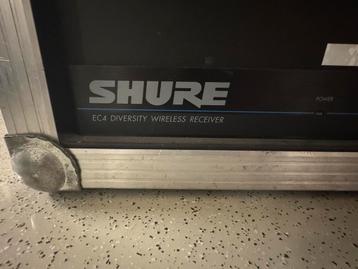 SHURE
EC4 DIVERSITY WIRELESS RECEIVER
POWER